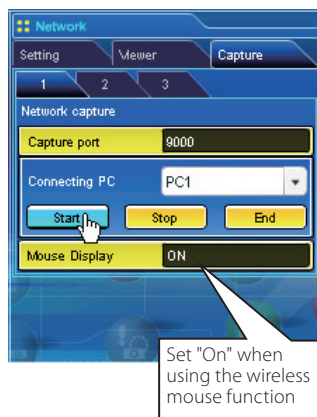 Network
Setting Viewer Capture
1 2 3
Network capture
Capture port 9000
Connecting PC PC1
Start Stop End
Mouse Display ON
Set "On" when
using the wireless
mouse function